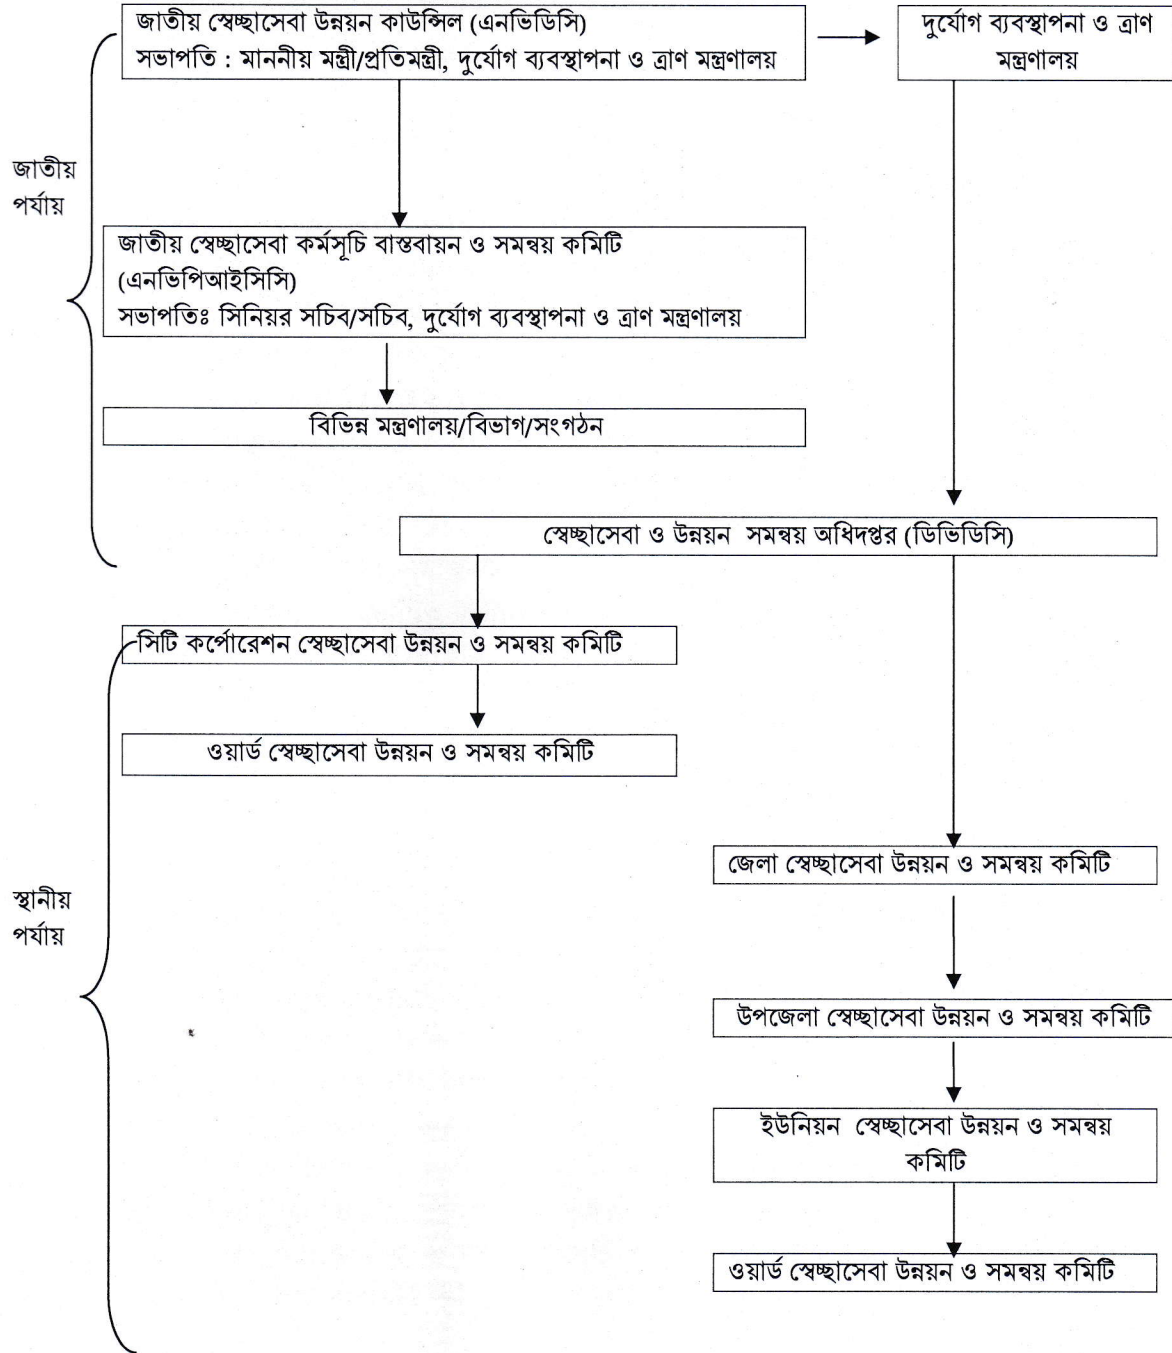 জাতীয় স্বেচ্ছাসেবা উন্নয়ন কাউন্সিল (এনভিডিসি)
সভাপতি : মাননীয় মন্ত্রী/প্রতিমন্ত্রী, দুর্যোগ ব্যবস্থাপনা ও ত্রাণ মন্ত্রণালয়
দুর্যোগ ব্যবস্থাপনা ও ত্রাণ
মন্ত্রণালয়
জাতীয়
পর্যায়
জাতীয় স্বেচ্ছাসেবা কর্মসূচি বাস্তবায়ন ও সমন্বয় কমিটি
(এনভিপিআইসিসি)
সভাপতিঃ সিনিয়র সচিব/সচিব, দুর্যোগ ব্যবস্থাপনা ও ত্রাণ মন্ত্রণালয়
বিভিন্ন মন্ত্রণালয়/বিভাগ/সংগঠন
স্বেচ্ছাসেবা ও উন্নয়ন সমন্বয় অধিদপ্তর (ডিভিডিসি)
সিটি কর্পোরেশন স্বেচ্ছাসেবা উন্নয়ন ও সমন্বয় কমিটি
ওয়ার্ড স্বেচ্ছাসেবা উন্নয়ন ও সমন্বয় কমিটি
জেলা স্বেচ্ছাসেবা উন্নয়ন ও সমন্বয় কমিটি
স্থানীয়
পর্যায়
উপজেলা স্বেচ্ছাসেবা উন্নয়ন ও সমন্বয় কমিটি
ইউনিয়ন স্বেচ্ছাসেবা উন্নয়ন ও সমন্বয়
কমিটি
ওয়ার্ড স্বেচ্ছাসেবা উন্নয়ন ও সমন্বয় কমিটি